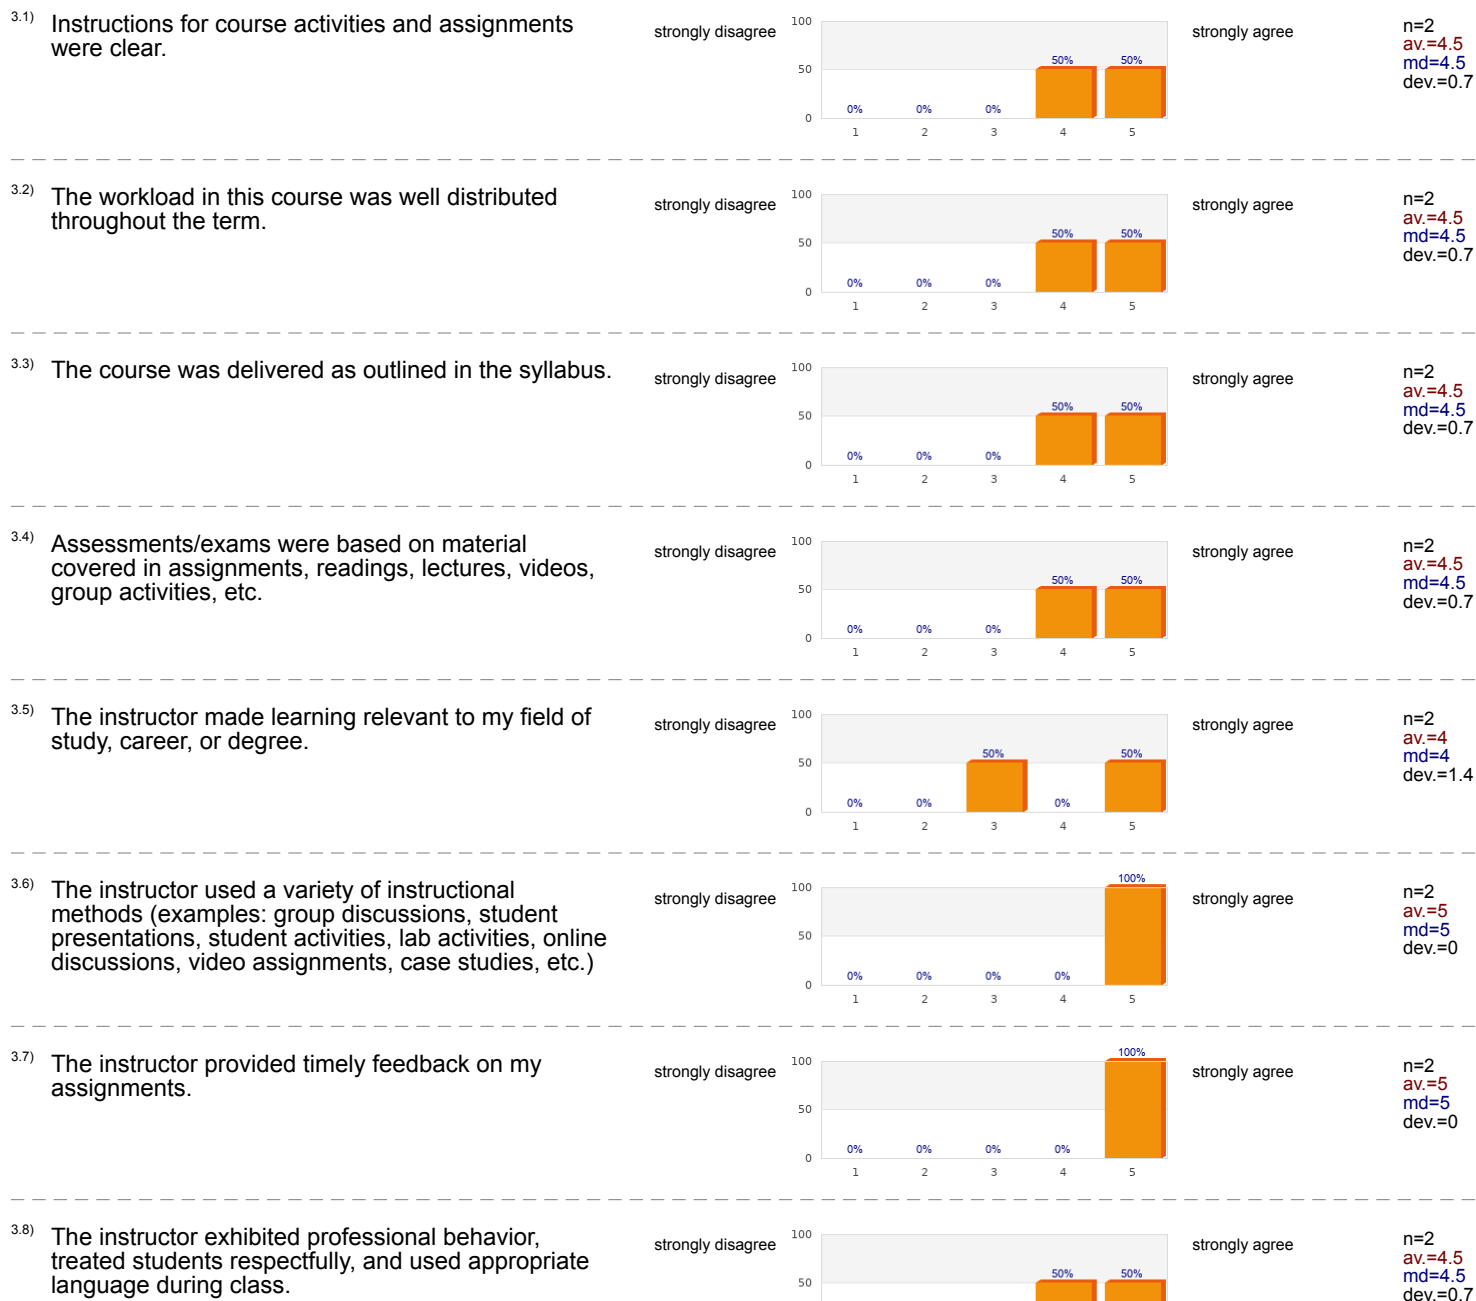 3.1) Instructions for course activities and assignments
were clear.
strongly disagree
100
50
0
0%
0%
0%
50%
50%
1
2
3
4
5
strongly agree
n=2
av.=4.5
md=4.5
dev.=0.7
3.2) The workload in this course was well distributed
throughout the term.
strongly disagree
100
50
0
0%
0%
0%
50%
50%
1
2
3
4
5
strongly agree
n=2
av.=4.5
md=4.5
dev.=0.7
3.3) The course was delivered as outlined in the syllabus.
strongly disagree
100
50
0
0%
0%
0%
50%
50%
1
2
3
4
5
strongly agree
n=2
av.=4.5
md=4.5
dev.=0.7
3.4) Assessments/exams were based on material
covered in assignments, readings, lectures, videos,
group activities, etc.
strongly disagree
100
50
0
0%
0%
0%
50%
50%
1
2
3
4
5
strongly agree
n=2
av.=4.5
md=4.5
dev.=0.7
3.5) The instructor made learning relevant to my field of
study, career, or degree.
strongly disagree
100
50
0
0%
0%
50%
0%
50%
1
2
3
4
5
strongly agree
n=2
av.=4
md=4
dev.=1.4
3.6) The instructor used a variety of instructional
methods (examples: group discussions, student
presentations, student activities, lab activities, online
discussions, video assignments, case studies, etc.)
strongly disagree
100
50
0
0%
0%
0%
0%
100%
1
2
3
4
5
strongly agree
n=2
av.=5
md=5
dev.=0
3.7) The instructor provided timely feedback on my
assignments.
strongly disagree
100
50
0
0%
0%
0%
0%
100%
1
2
3
4
5
strongly agree
n=2
av.=5
md=5
dev.=0
3.8) The instructor exhibited professional behavior,
treated students respectfully, and used appropriate
language during class.
strongly disagree
100
50
50%
50%
strongly agree
n=2
av.=4.5
md=4.5
dev.=0.7